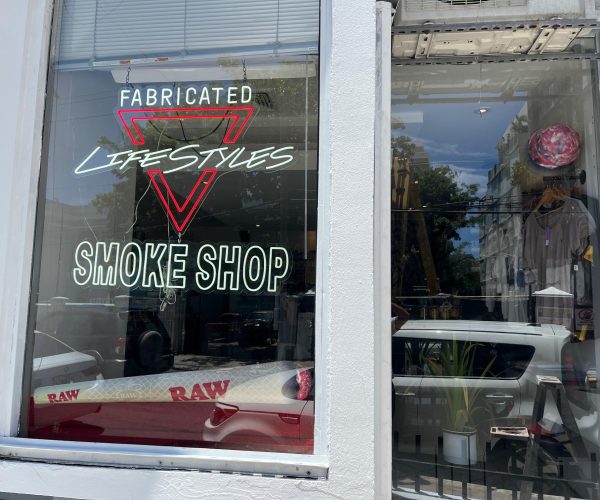 FABRICATED
LIFESTYLES
SMOKE SHOP
RAW RAW